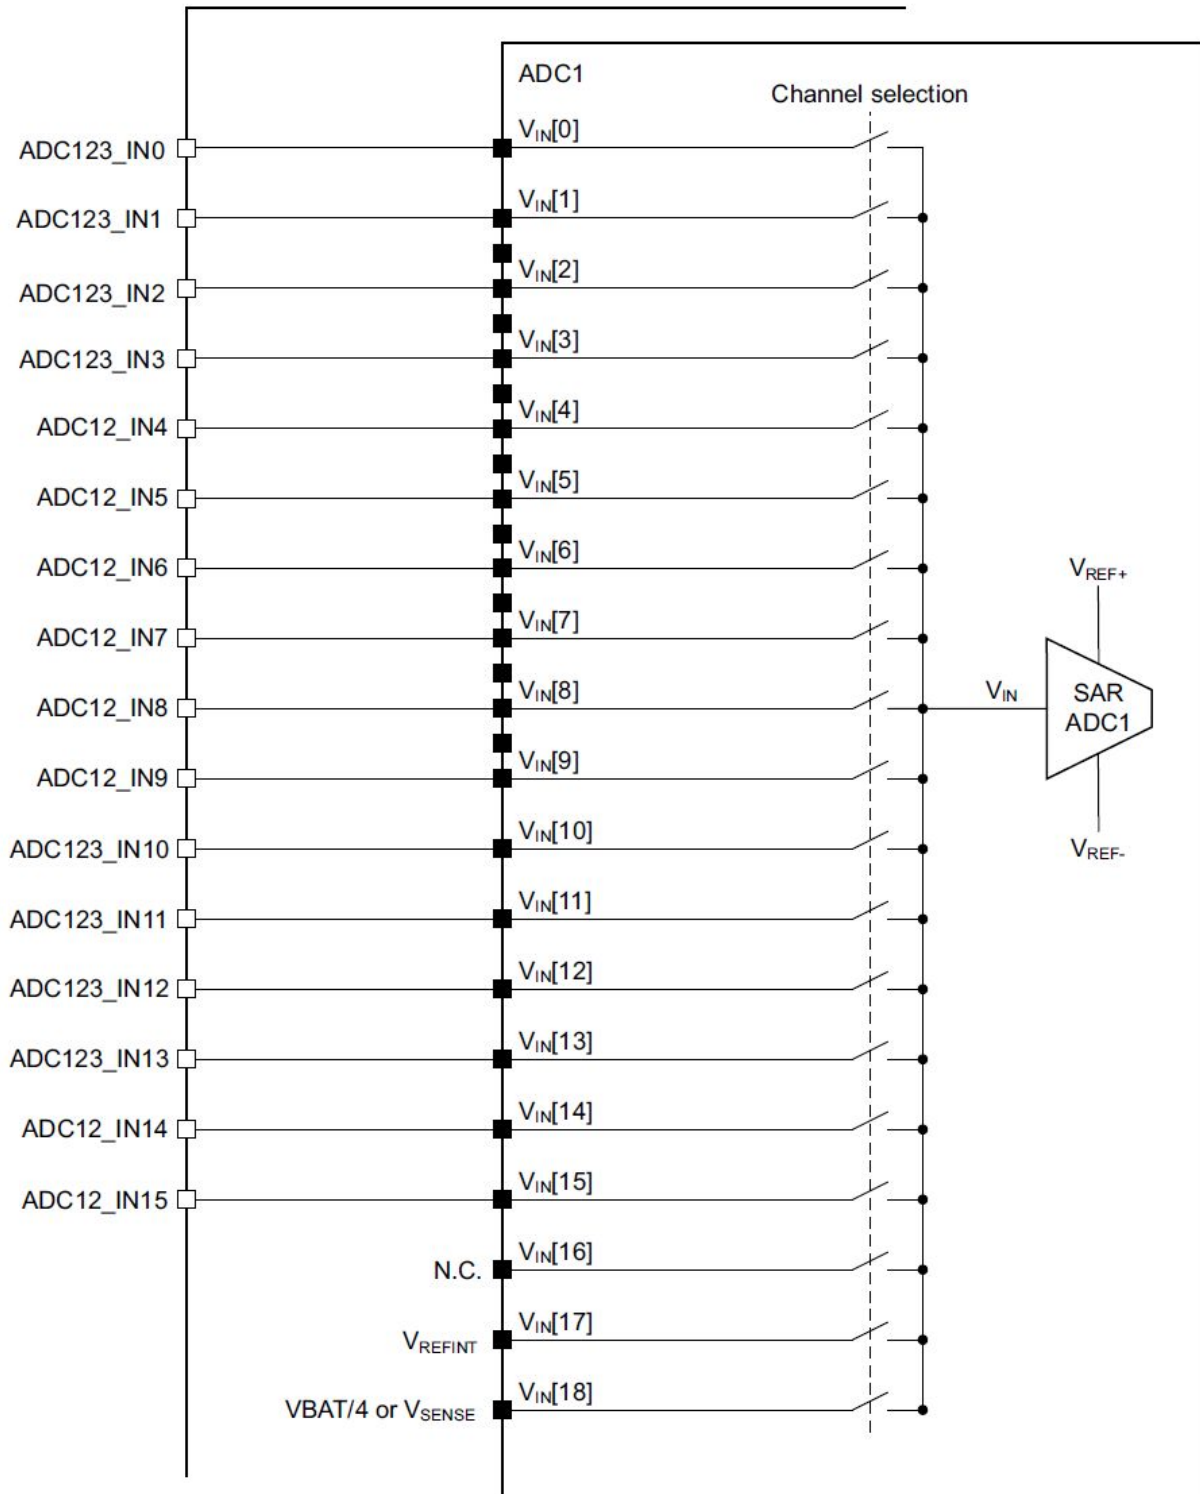 ADC1
Channel selection
ADC123_IN0 VIN[0]
ADC123_IN1 VIN[1]
ADC123_IN2 VIN[2]
ADC123_IN3 VIN[3]
ADC12_IN4 VIN[4]
ADC12_IN5 VIN[5]
ADC12_IN6 VIN[6]
VREF+
ADC12_IN7 VIN[7]
ADC12_IN8 VIN[8] VIN SAR
ADC1
ADC12_IN9 VIN[9]
ADC123_IN10 VIN[10] VREF-
ADC123_IN11 VIN[11]
ADC123_IN12 VIN[12]
ADC123_IN13 VIN[13]
ADC12_IN14 VIN[14]
ADC12_IN15 VIN[15]
N.C. VIN[16]
VREFINT VIN[17]
VBAT/4 or VSENSE VIN[18]